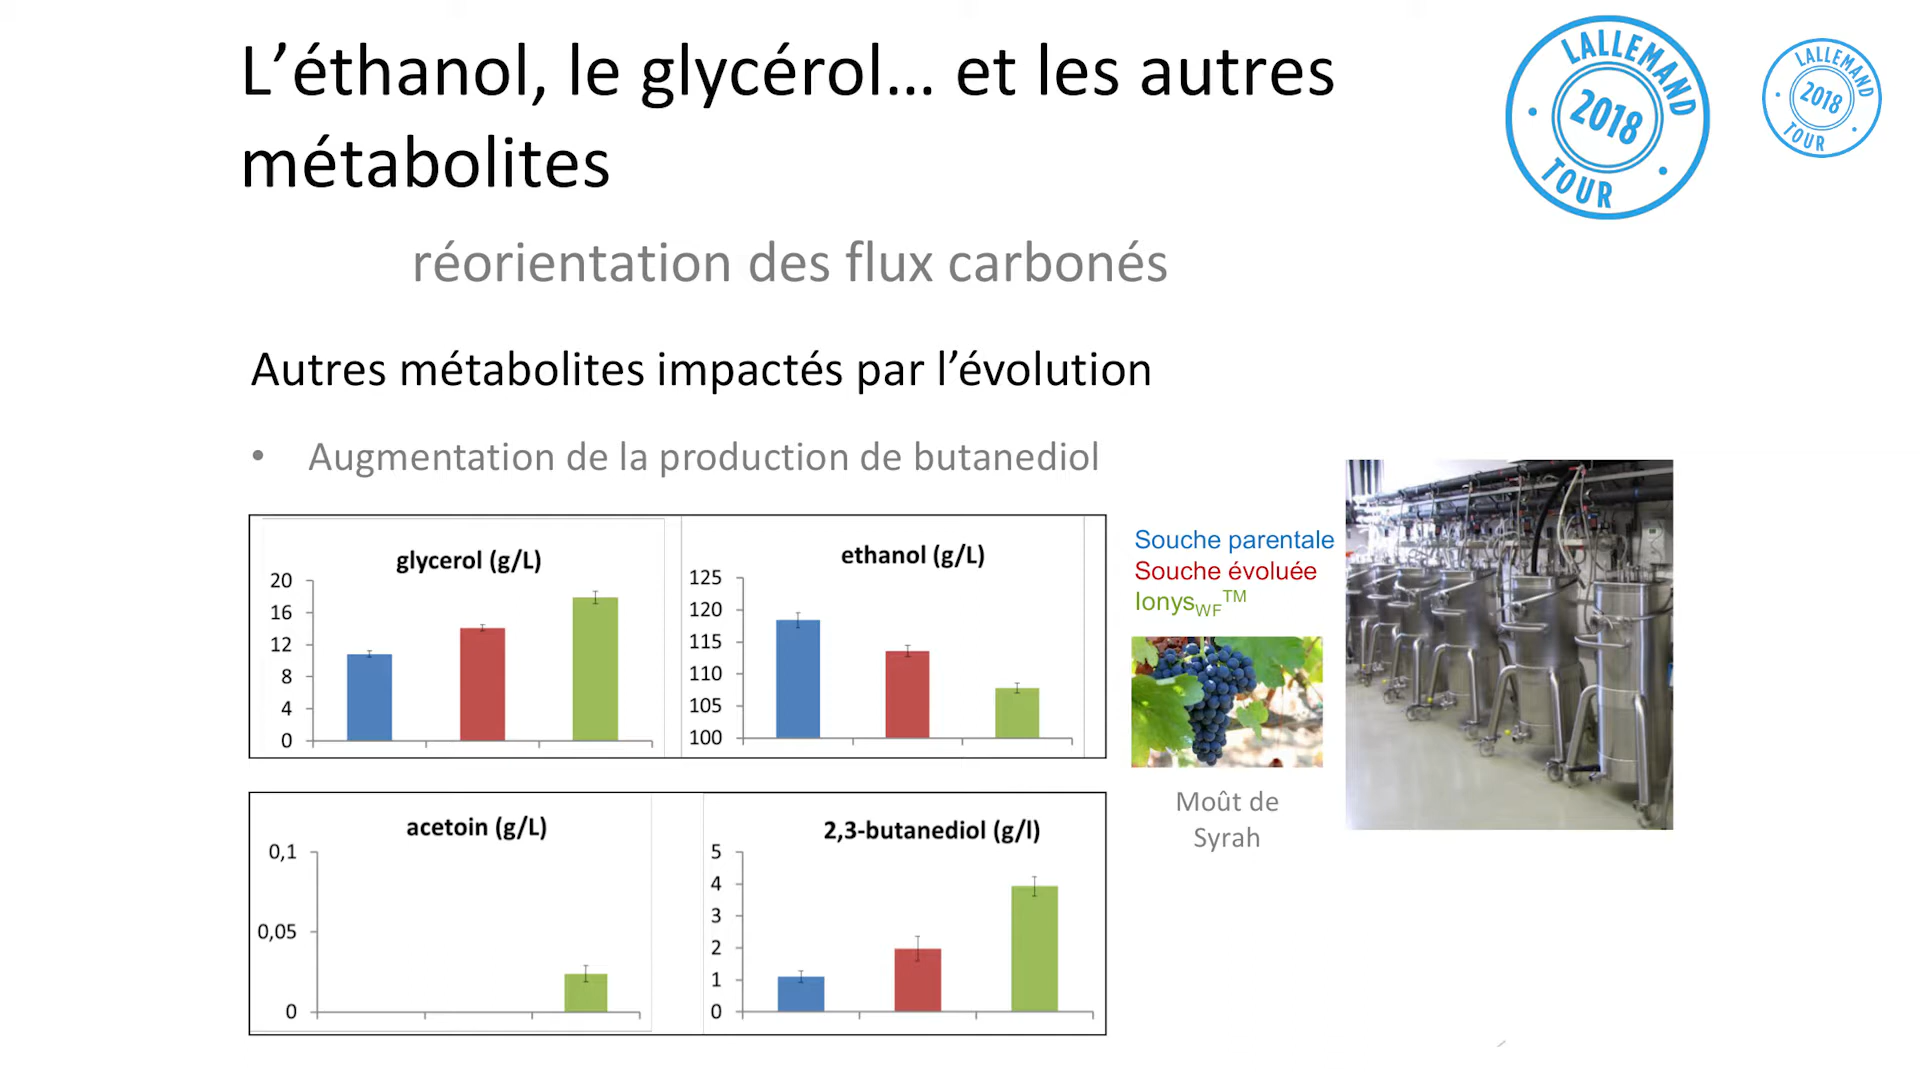 L’éthanol, le glycérol… et les autres
métabolites
LALLEMAND
2018
TOUR
LALLEMAND
2018
TOUR
réorientation des flux carbonés
Autres métabolites impactés par l’évolution
• Augmentation de la production de butanediol
glycerol (g/L)
20
16
12
8
4
0
ethanol (g/L)
125
120
115
110
105
100
Souche parentale
Souche évoluée
IonysWF™
Moût de
Syrah
acetoin (g/L)
0,1
0,05
0
2,3-butanediol (g/l)
5
4
3
2
1
0